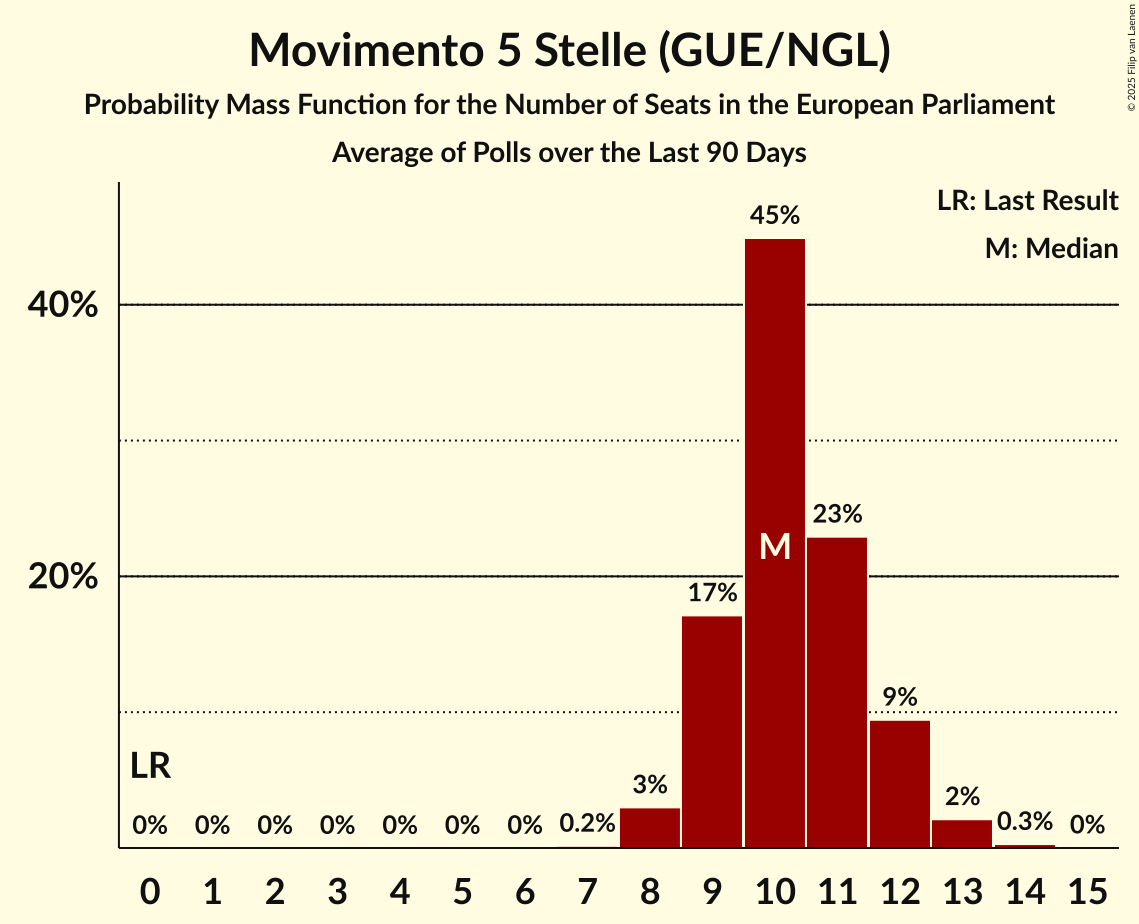 Movimento 5 Stelle (GUE/NGL)
Probability Mass Function for the Number of Seats in the European Parliament
Average of Polls over the Last 90 Days
© 2025 Filip van Laenen
LR: Last Result
M: Median
45%
40%
23%
M
20%
17%
9%
LR
3%
2%
0% 0% 0% 0% 0% 0% 0% 0.2% 0.3% 0%
0 1 2 3 4 5 6 7 8 9 10 11 12 13 14 15